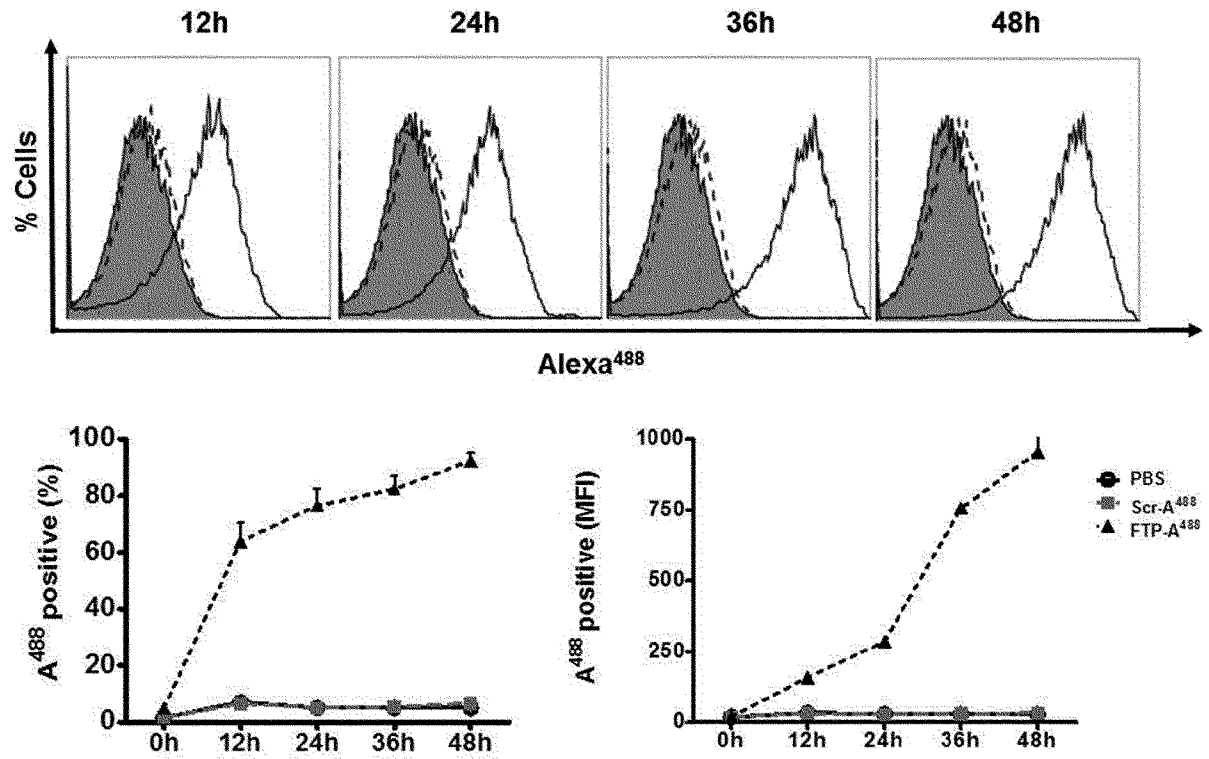 12h 24h 36h 48h
% Cells
Alexa⁴⁸⁸
A⁴⁸⁸ positive (%)
100
80
60
40
20
0
0h 12h 24h 36h 48h
A⁴⁸⁸ positive (MFI)
1000
750
500
250
0
0h 12h 24h 36h 48h
PBS
Scr-A⁴⁸⁸
FTP-A⁴⁸⁸